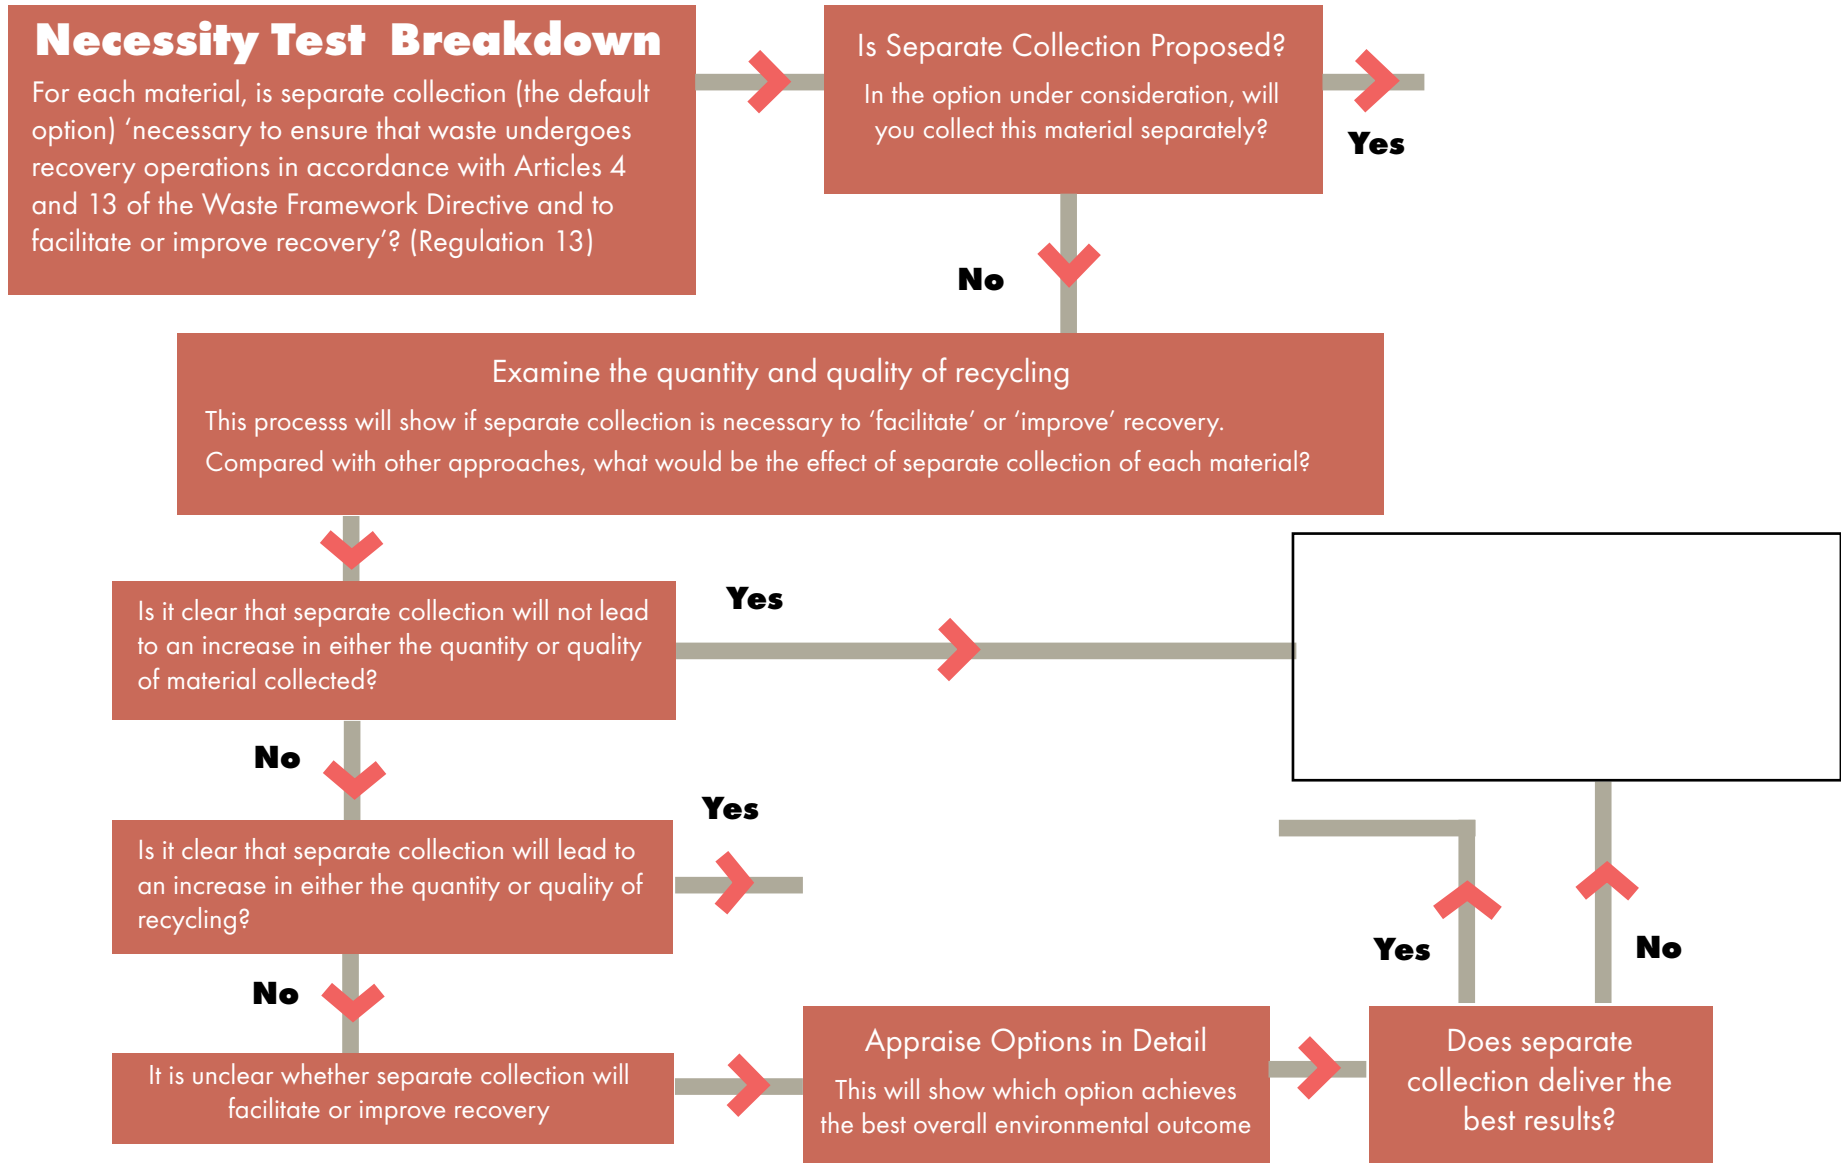 Necessity Test Breakdown
For each material, is separate collection (the default
option) ‘necessary to ensure that waste undergoes
recovery operations in accordance with Articles 4
and 13 of the Waste Framework Directive and to
facilitate or improve recovery’? (Regulation 13)
Is Separate Collection Proposed?
In the option under consideration, will
you collect this material separately?
Yes
No
Examine the quantity and quality of recycling
This processs will show if separate collection is necessary to ‘facilitate’ or ‘improve’ recovery.
Compared with other approaches, what would be the effect of separate collection of each material?
Is it clear that separate collection will not lead
to an increase in either the quantity or quality
of material collected?
Yes
No
Is it clear that separate collection will lead to
an increase in either the quantity or quality of
recycling?
Yes
No
It is unclear whether separate collection will
facilitate or improve recovery
Appraise Options in Detail
This will show which option achieves
the best overall environmental outcome
Does separate
collection deliver the
best results?
Yes
No